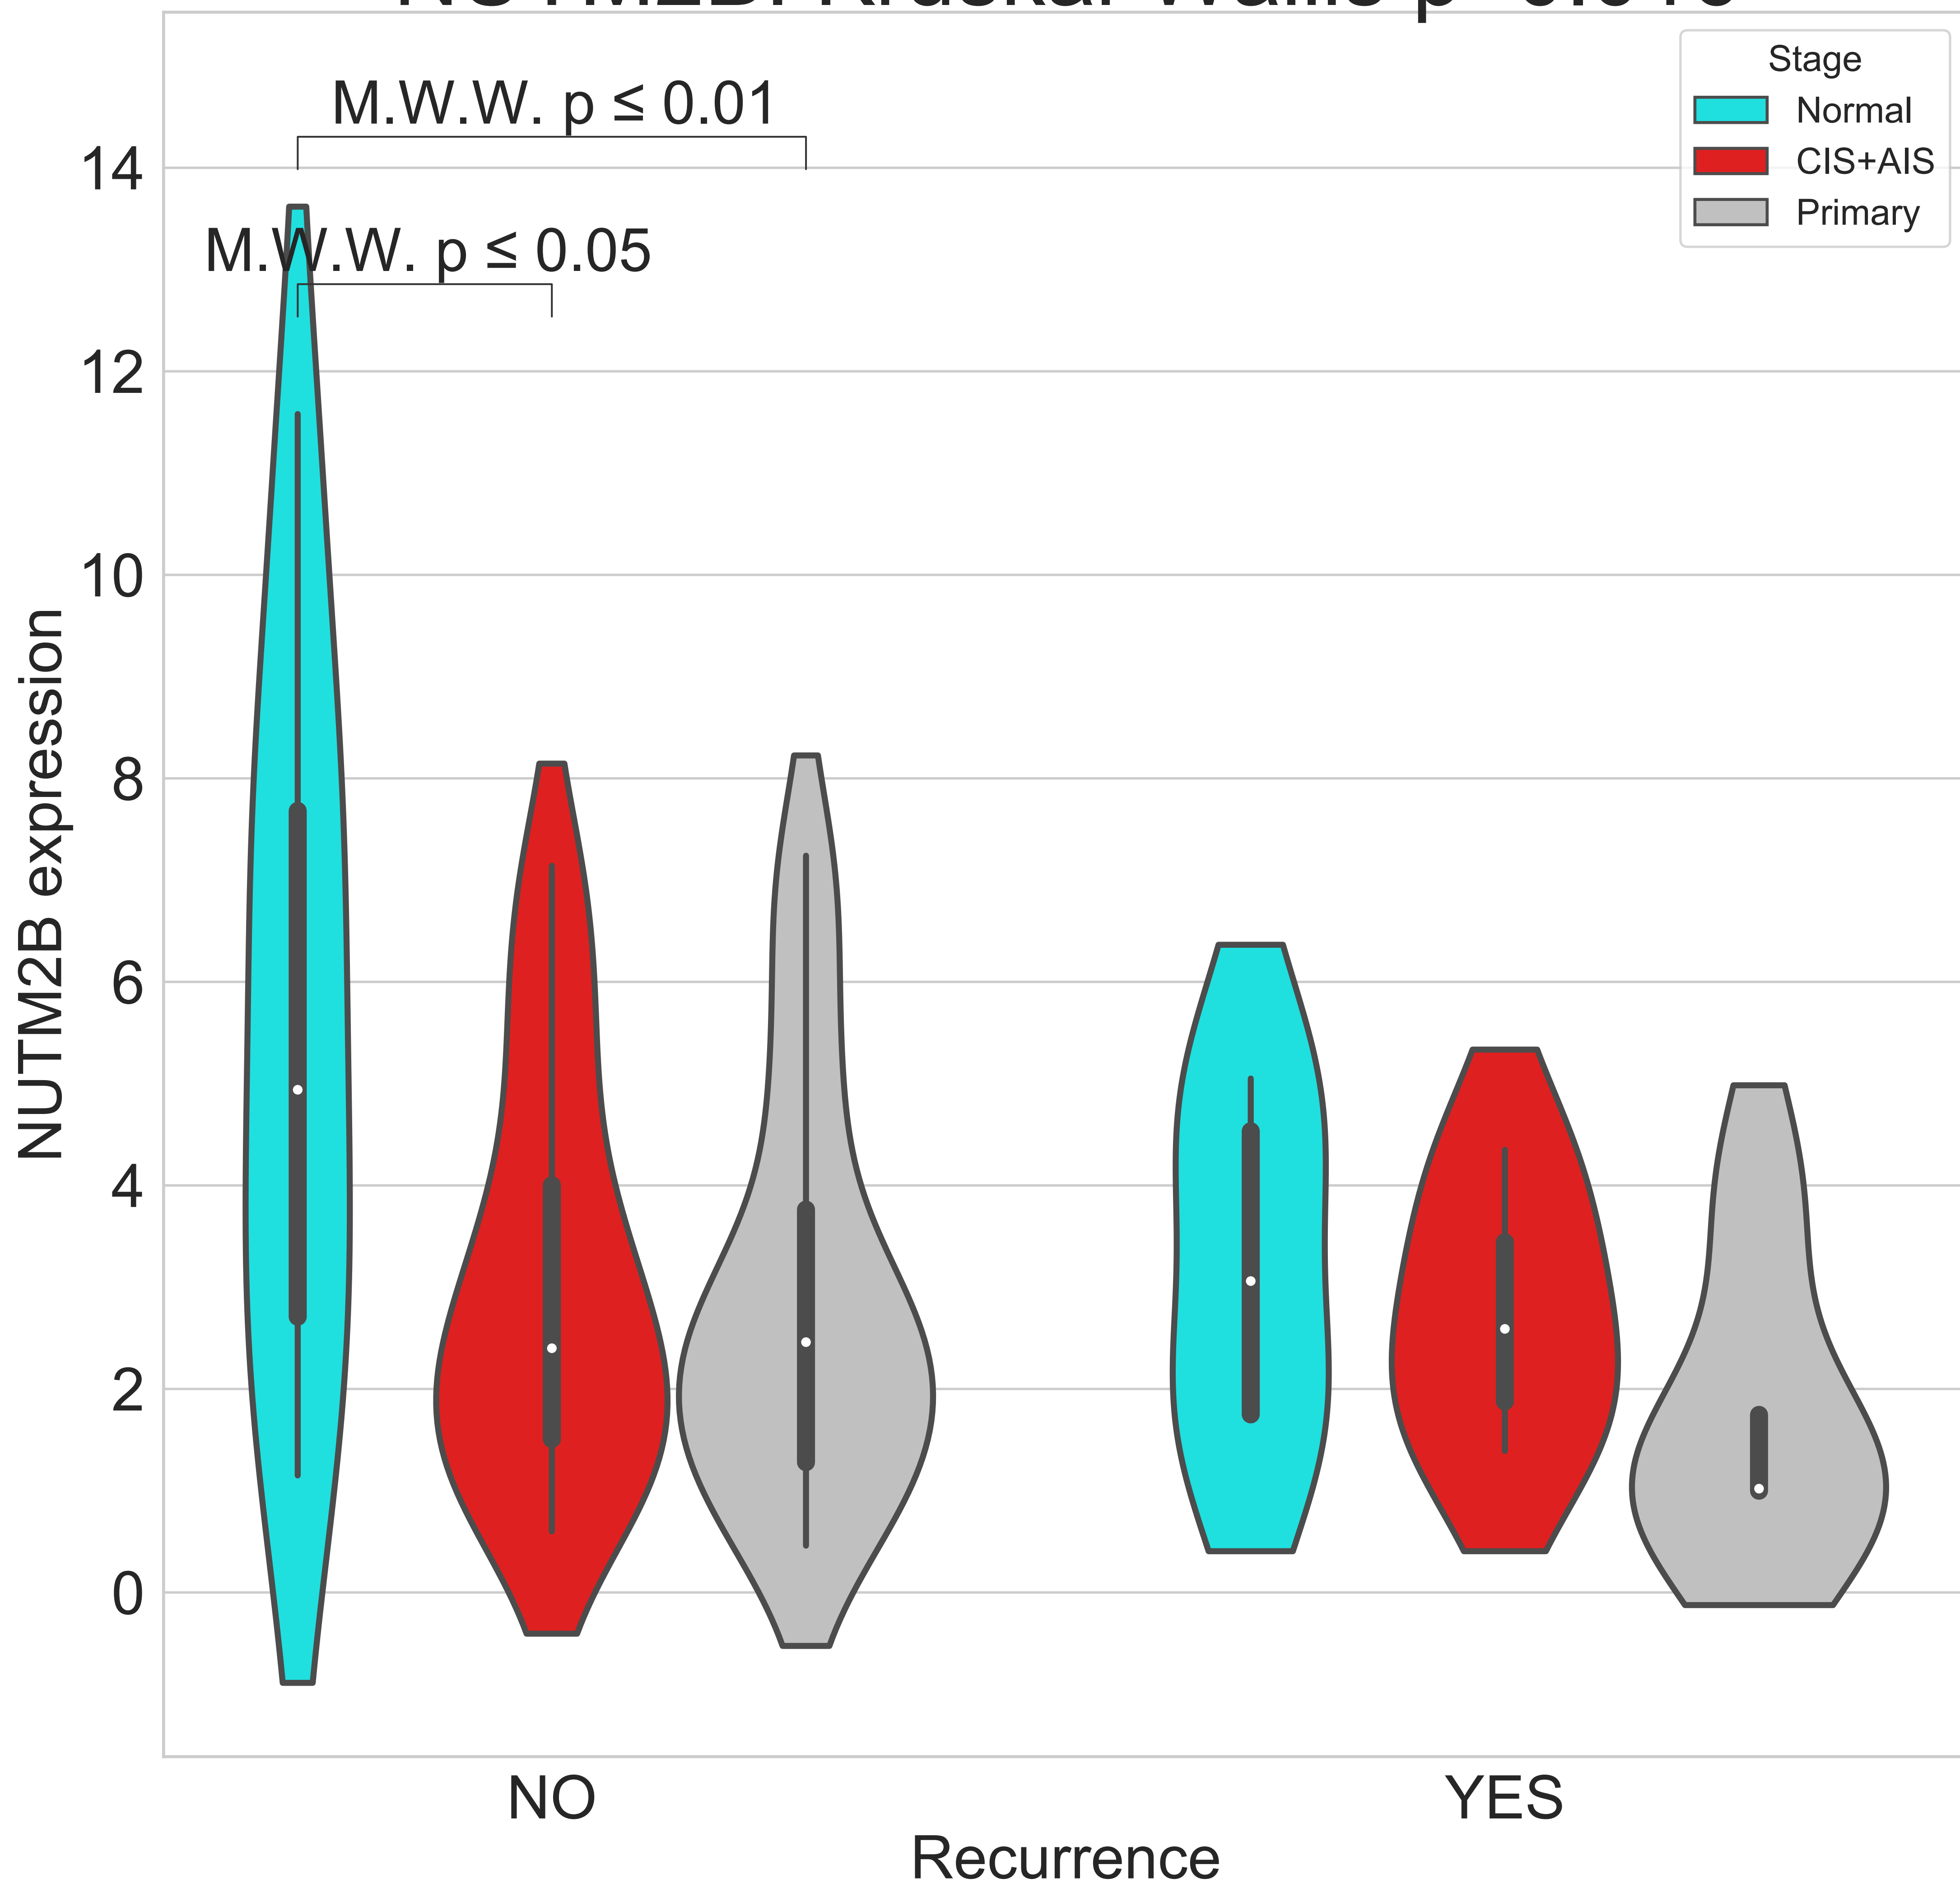 Stage
Normal
CIS+AIS
Primary
M.W.W. p ≤ 0.01
M.W.W. p ≤ 0.05
14
12
10
8
6
4
2
0
NUTM2B expression
NO
YES
Recurrence